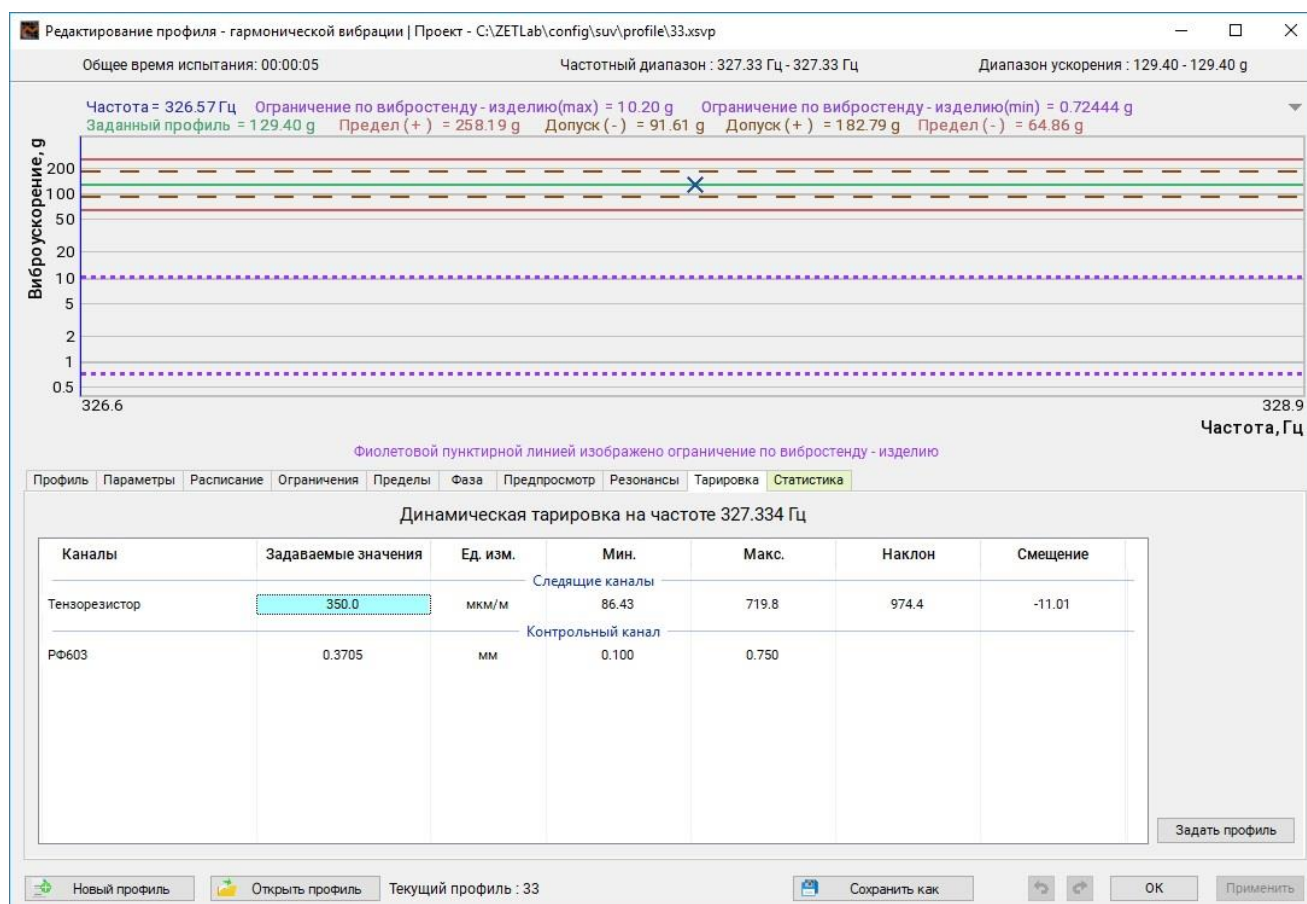 Редактирование профиля - гармонической вибрации | Проект - C:\ZETLab\config\suv\profile\33.xsvp
Общее время испытания: 00:00:05 Частотный диапазон : 327.33 Гц - 327.33 Гц Диапазон ускорения : 129.40 - 129.40 g
Частота = 326.57 Гц Ограничение по вибростенду - изделию(max) = 10.20 g Ограничение по вибростенду - изделию(min) = 0.72444 g
Заданный профиль = 129.40 g Предел ( + ) = 258.19 g Допуск ( - ) = 91.61 g Допуск ( + ) = 182.79 g Предел ( - ) = 64.86 g
Виброускорение, g
200
100
50
20
10
5
2
1
0.5
326.6 328.9
Частота, Гц
Фиолетовой пунктирной линией изображено ограничение по вибростенду - изделию
Профиль Параметры Расписание Ограничения Пределы Фаза Предпросмотр Резонансы Тарировка Статистика
Динамическая тарировка на частоте 327.334 Гц
Каналы Задаваемые значения Ед. изм. Мин. Макс. Наклон Смещение
Следящие каналы
Тензорезистор 350.0 мкм/м 86.43 719.8 974.4 -11.01
Контрольный канал
РФ603 0.3705 мм 0.100 0.750
Задать профиль
Новый профиль Открыть профиль Текущий профиль : 33 Сохранить как OK Применить